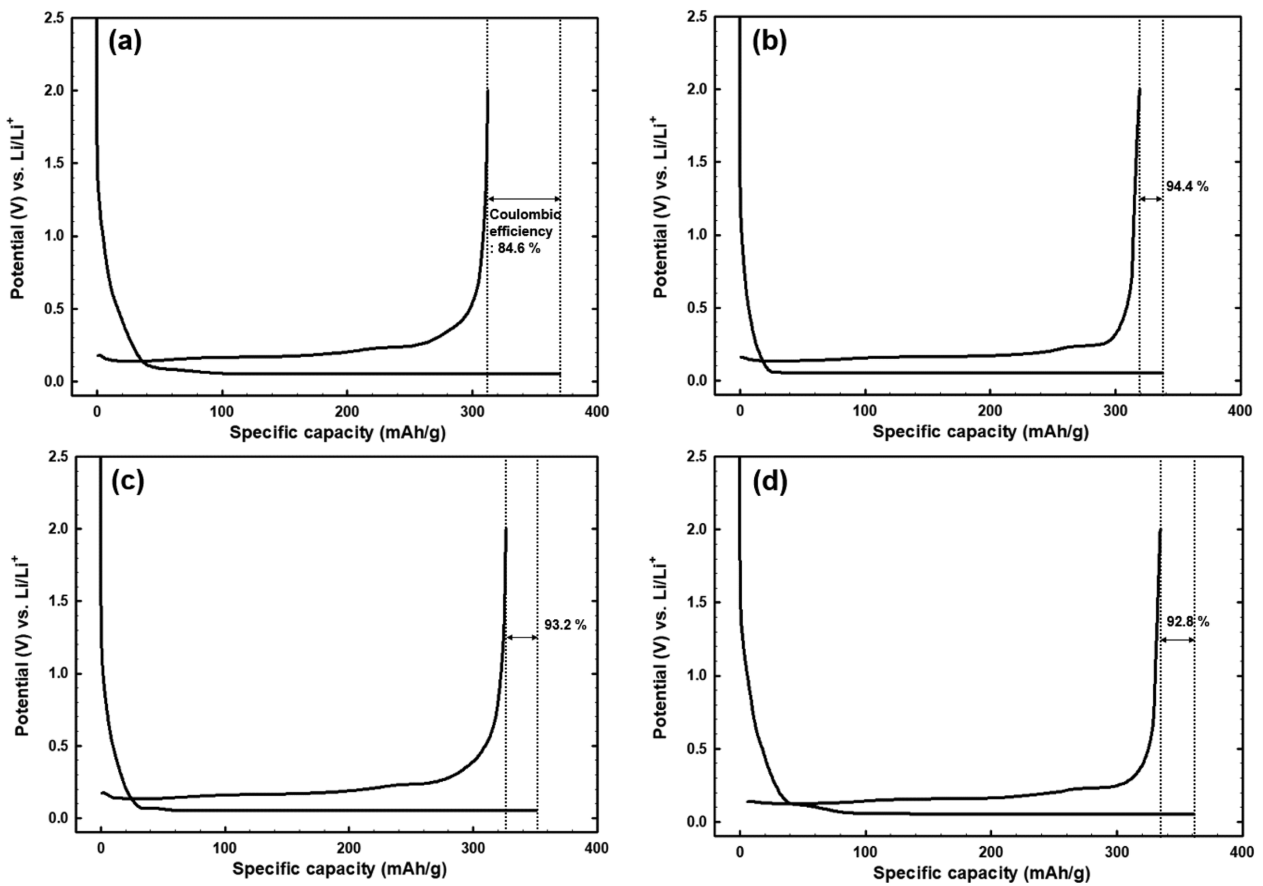 (a)
2.5
2.0
1.5
1.0
0.5
0.0
Potential (V) vs. Li/Li+
Coulombic
efficiency
: 84.6 %
0 100 200 300 400
Specific capacity (mAh/g)
(b)
2.5
2.0
1.5
1.0
0.5
0.0
Potential (V) vs. Li/Li+
94.4 %
0 100 200 300 400
Specific capacity (mAh/g)
(c)
2.5
2.0
1.5
1.0
0.5
0.0
Potential (V) vs. Li/Li+
93.2 %
0 100 200 300 400
Specific capacity (mAh/g)
(d)
2.5
2.0
1.5
1.0
0.5
0.0
Potential (V) vs. Li/Li+
92.8 %
0 100 200 300 400
Specific capacity (mAh/g)